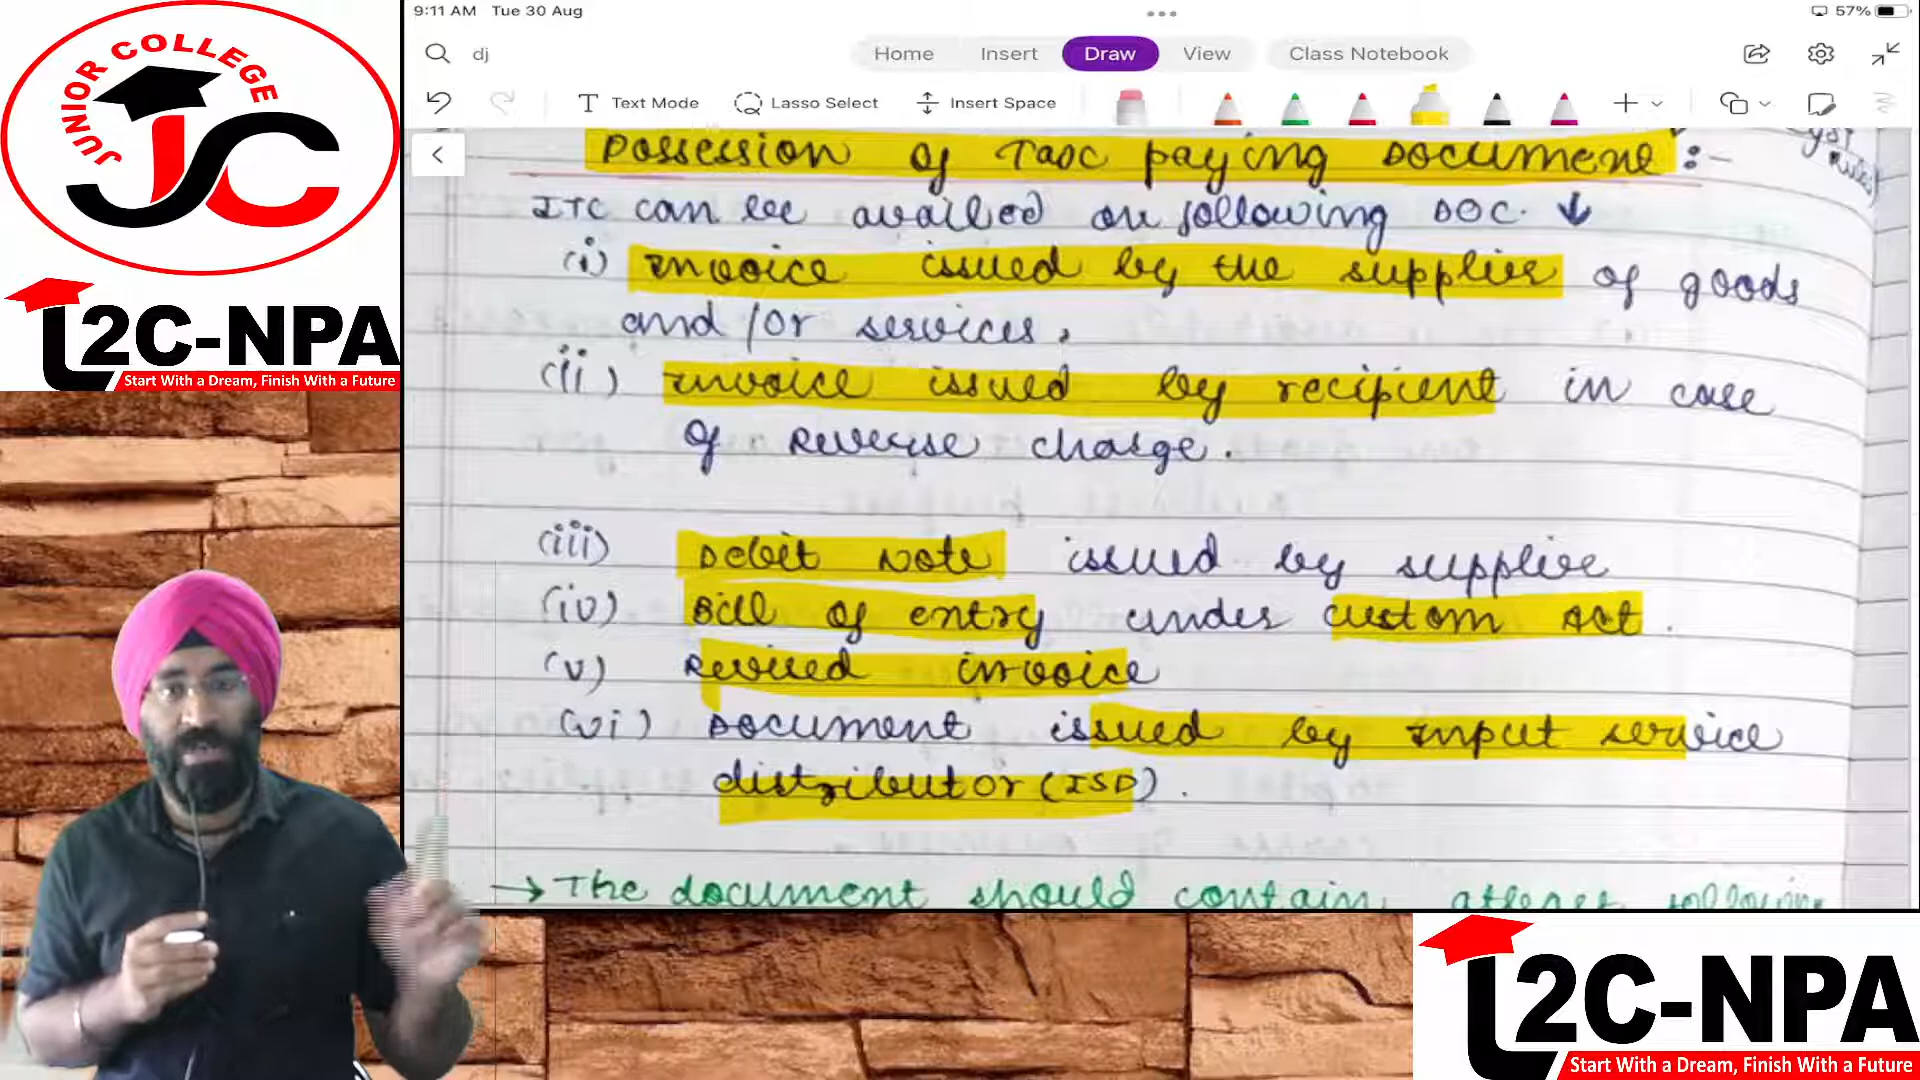 9:11 AM Tue 30 Aug
57%
dj
Home Insert Draw View Class Notebook
Text Mode Lasso Select Insert Space
JUNIOR COLLEGE
JC
L2C-NPA
Start With a Dream, Finish With a Future
Possession of Tax paying Document :-
ITC can be availed on following DOC. ↓
(i) Invoice issued by the supplier of goods
and/or services.
(ii) Invoice issued by recipient in case
of Reverse charge.
(iii) Debit Note issued by supplier
(iv) Bill of entry under custom Act.
(v) Revised invoice
(vi) Document issued by Input service
distributor (ISD).
→ The document should contain atleast following
L2C-NPA
Start With a Dream, Finish With a Future